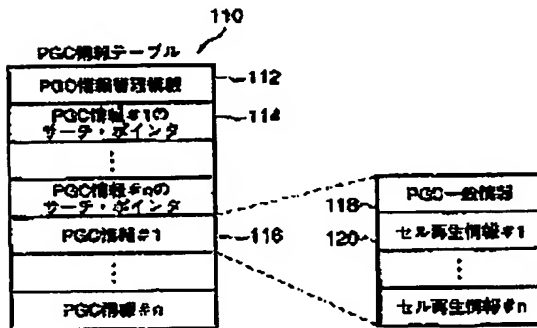 110
PGC情報テーブル
PGC情報管理情報
112
PGC情報#1の
サーチ・ポインタ
114
PGC情報#nの
サーチ・ポインタ
PGC情報#1
116
PGC情報#n
PGC一般情報
118
セル再生情報#1
120
セル再生情報#n